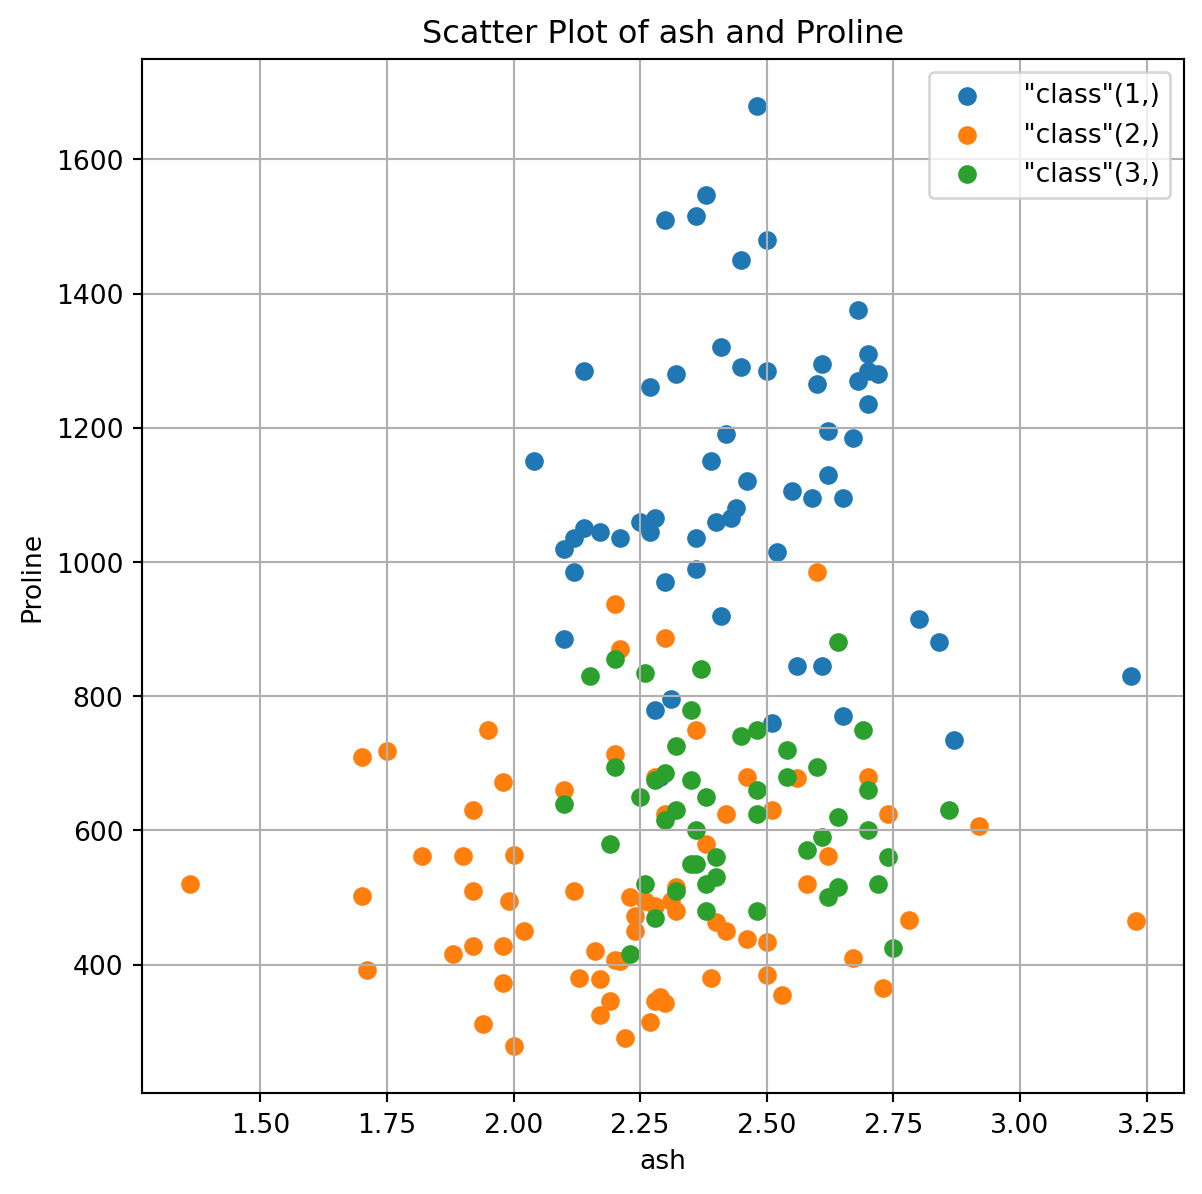 Scatter Plot of ash and Proline
"class"(1,)
"class"(2,)
"class"(3,)
1600
1400
1200
1000
800
600
400
Proline
1.50 1.75 2.00 2.25 2.50 2.75 3.00 3.25
ash